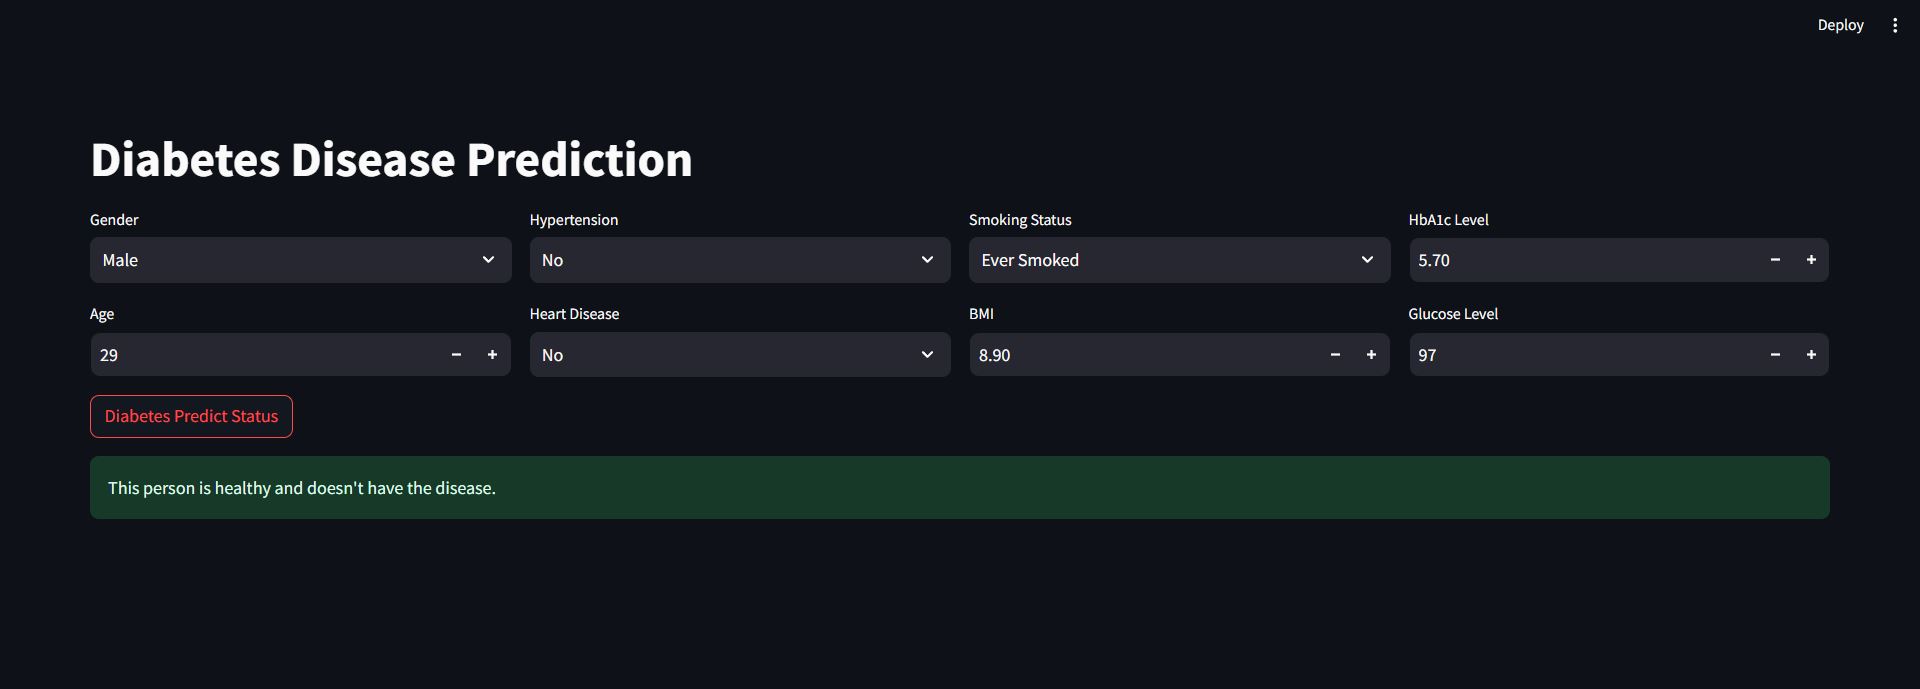 Deploy
Diabetes Disease Prediction
Gender Hypertension Smoking Status HbA1c Level
Male No Ever Smoked 5.70
Age Heart Disease BMI Glucose Level
29 No 8.90 97
Diabetes Predict Status
This person is healthy and doesn't have the disease.